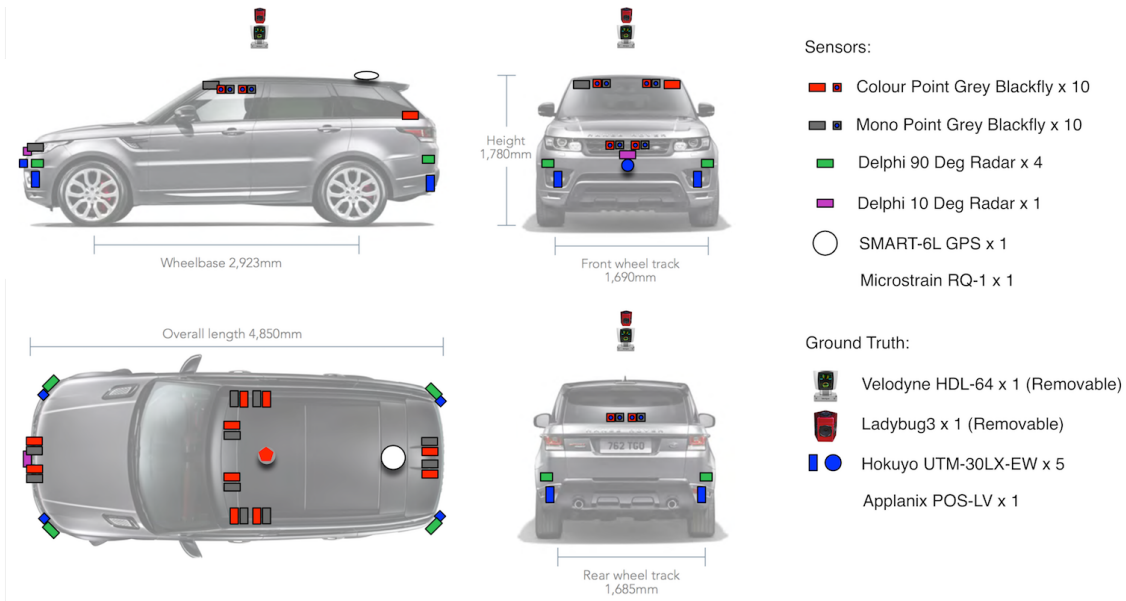 Sensors:
Colour Point Grey Blackfly x 10
Mono Point Grey Blackfly x 10
Delphi 90 Deg Radar x 4
Delphi 10 Deg Radar x 1
SMART-6L GPS x 1
Microstrain RQ-1 x 1
Height
1,780mm
Wheelbase 2,923mm
Front wheel track
1,690mm
Overall length 4,850mm
762 TGO
Rear wheel track
1,685mm
Ground Truth:
Velodyne HDL-64 x 1 (Removable)
Ladybug3 x 1 (Removable)
Hokuyo UTM-30LX-EW x 5
Applanix POS-LV x 1